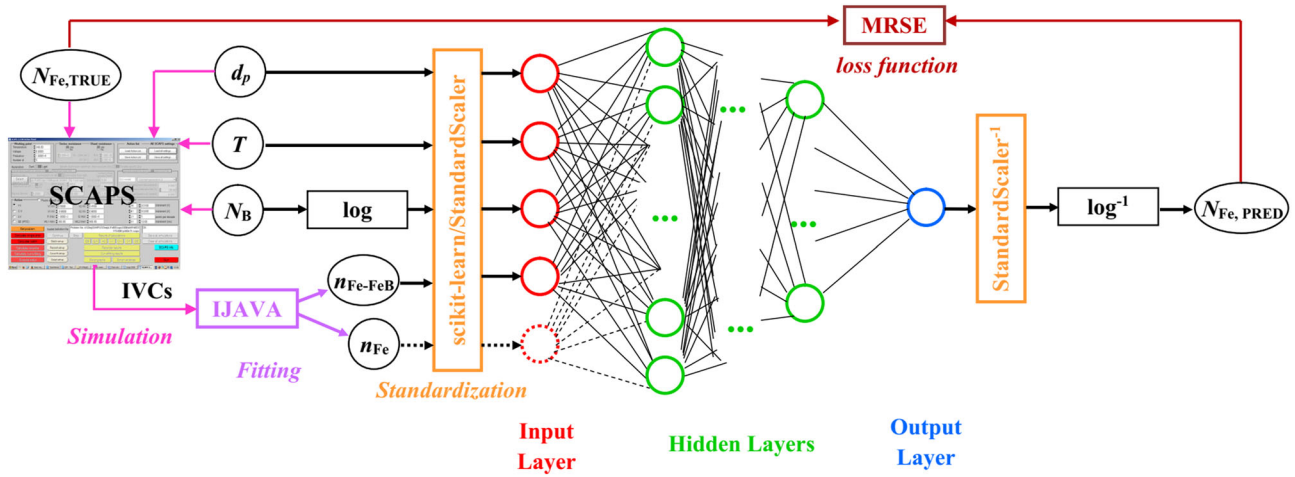 MRSE
loss function
N_Fe,TRUE
d_p
T
SCAPS
N_B
log
n_Fe-FeB
IVCs
IJAVA
Simulation
n_Fe
Fitting
scikit-learn/StandardScaler
Standardization
StandardScaler⁻¹
log⁻¹
N_Fe, PRED
Input
Layer
Hidden Layers
Output
Layer